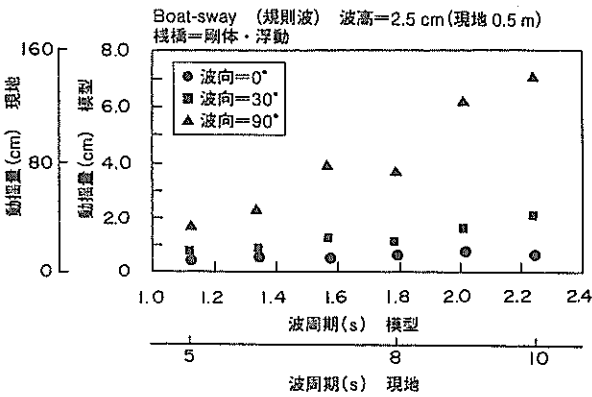 Boat-sway (規則波) 波高=2.5 cm(現地 0.5 m)
桟橋=剛体・浮動
動揺量(cm) 現地
160
80
0
動揺量(cm) 模型
8.0
6.0
4.0
2.0
0
波向=0°
波向=30°
波向=90°
1.0 1.2 1.4 1.6 1.8 2.0 2.2 2.4
波周期(s) 模型
5 8 10
波周期(s) 現地